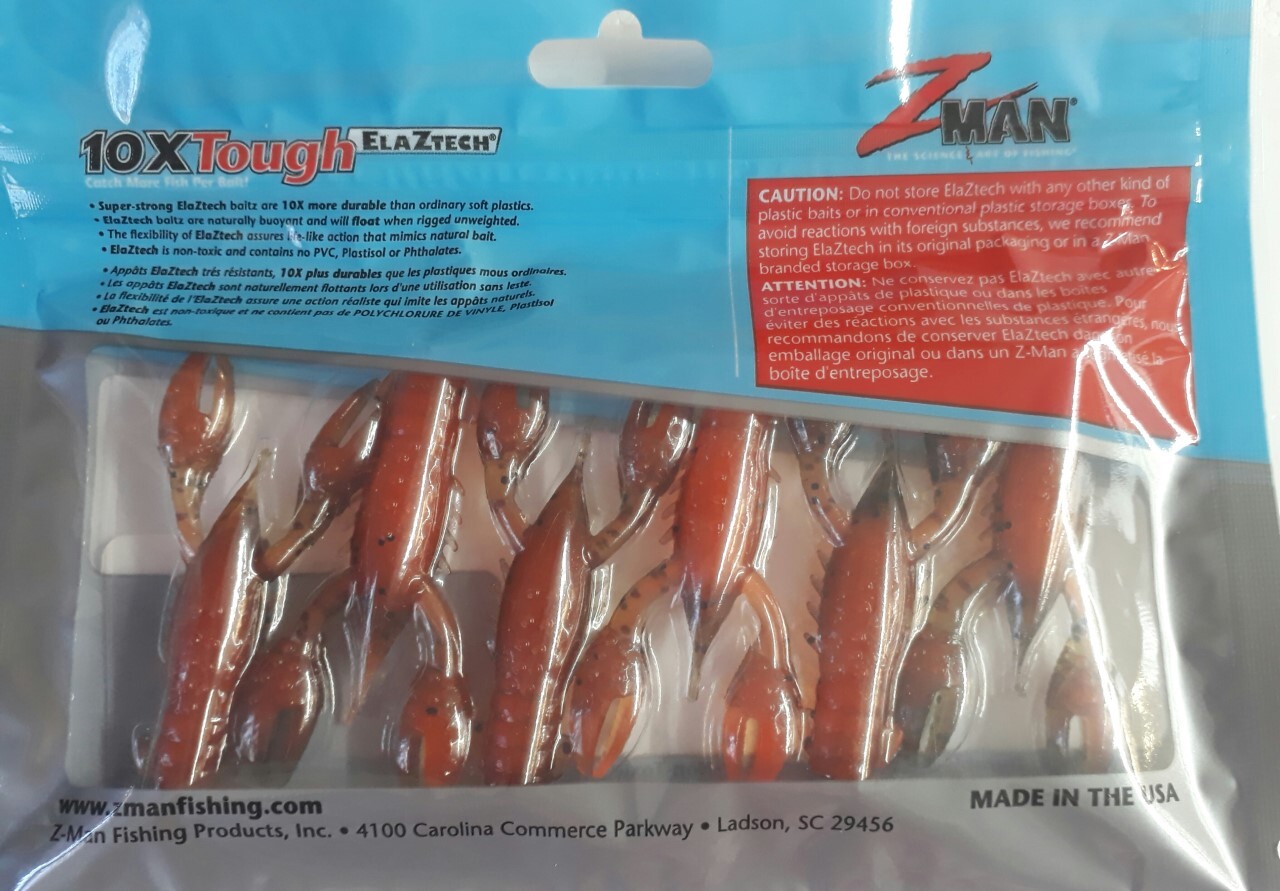 10X Tough ELAZTECH®
Catch More Fish Per Bait!
• Super-strong ElaZtech baitz are 10X more durable than ordinary soft plastics.
• ElaZtech baitz are naturally buoyant and will float when rigged unweighted.
• The flexibility of ElaZtech assures life-like action that mimics natural bait.
• ElaZtech is non-toxic and contains no PVC, Plastisol or Phthalates.
• Appâts ElaZtech trés résistants, 10X plus durables que les plastiques mous ordinaires.
• Les appâts ElaZtech sont naturellement flottants lors d'une utilisation sans leste.
• La flexibilité de l'ElaZtech assure une action réaliste qui imite les appâts naturels.
• ElaZtech est non-toxique et ne contient pas de POLYCHLORURE DE VINYLE, Plastisol
ou Phthalates.
ZMAN®
THE SCIENCE & ART OF FISHING
CAUTION: Do not store ElaZtech with any other kind of
plastic baits or in conventional plastic storage boxes. To
avoid reactions with foreign substances, we recommend
storing ElaZtech in its original packaging or in a Z-Man
branded storage box.
ATTENTION: Ne conservez pas ElaZtech avec autre
sorte d'appâts de plastique ou dans les boîtes
d'entreposage conventionnelles de plastique. Pour
éviter des réactions avec les substances étrangères, nous
recommandons de conserver ElaZtech dans son
emballage original ou dans un Z-Man la
boîte d'entreposage.
www.zmanfishing.com
Z-Man Fishing Products, Inc. • 4100 Carolina Commerce Parkway • Ladson, SC 29456
MADE IN THE USA